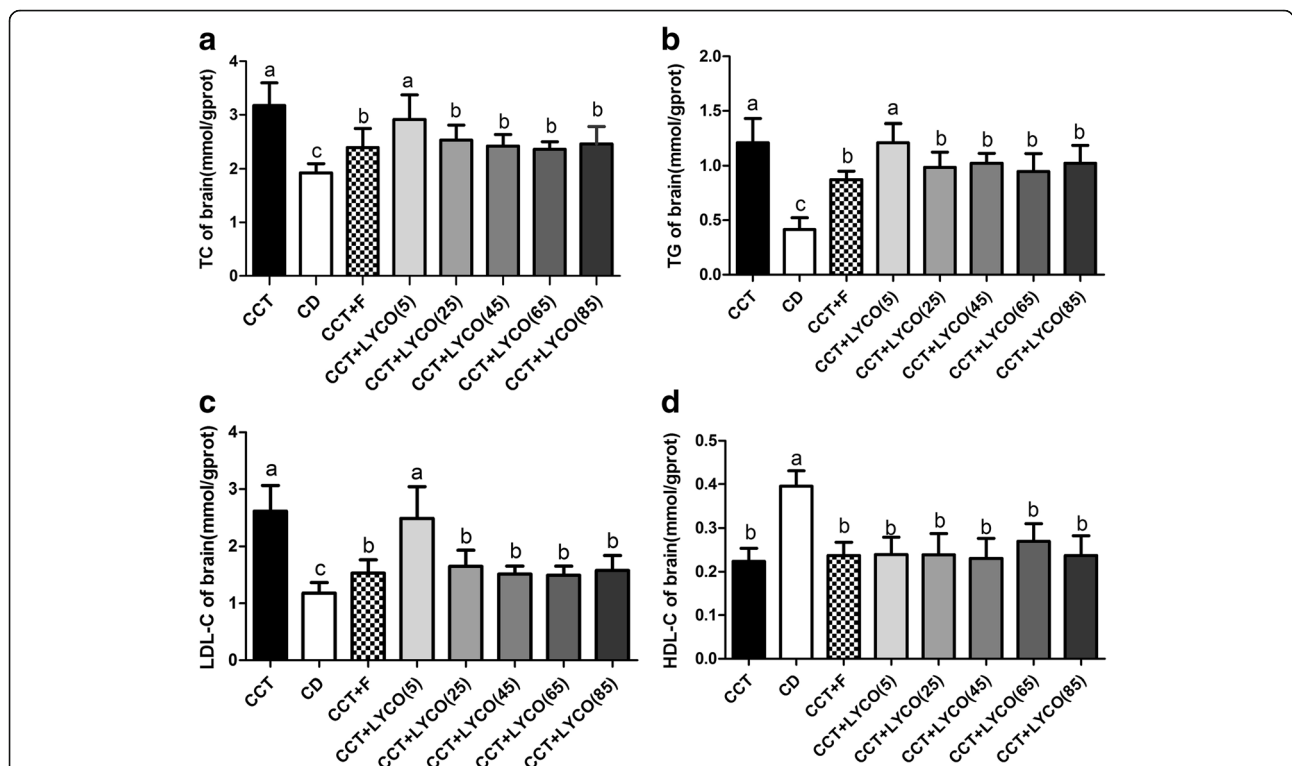 a
TC of brain(mmol/gprot)
4
3
2
1
0
a
c
b
a
b
b
b
b
CCT
CD
CCT+F
CCT+LYCO(5)
CCT+LYCO(25)
CCT+LYCO(45)
CCT+LYCO(65)
CCT+LYCO(85)
b
TG of brain(mmol/gprot)
2.0
1.5
1.0
0.5
0.0
a
c
b
a
b
b
b
b
CCT
CD
CCT+F
CCT+LYCO(5)
CCT+LYCO(25)
CCT+LYCO(45)
CCT+LYCO(65)
CCT+LYCO(85)
c
LDL-C of brain(mmol/gprot)
4
3
2
1
0
a
c
b
a
b
b
b
b
CCT
CD
CCT+F
CCT+LYCO(5)
CCT+LYCO(25)
CCT+LYCO(45)
CCT+LYCO(65)
CCT+LYCO(85)
d
HDL-C of brain(mmol/gprot)
0.5
0.4
0.3
0.2
0.1
0.0
b
a
b
b
b
b
b
b
CCT
CD
CCT+F
CCT+LYCO(5)
CCT+LYCO(25)
CCT+LYCO(45)
CCT+LYCO(65)
CCT+LYCO(85)